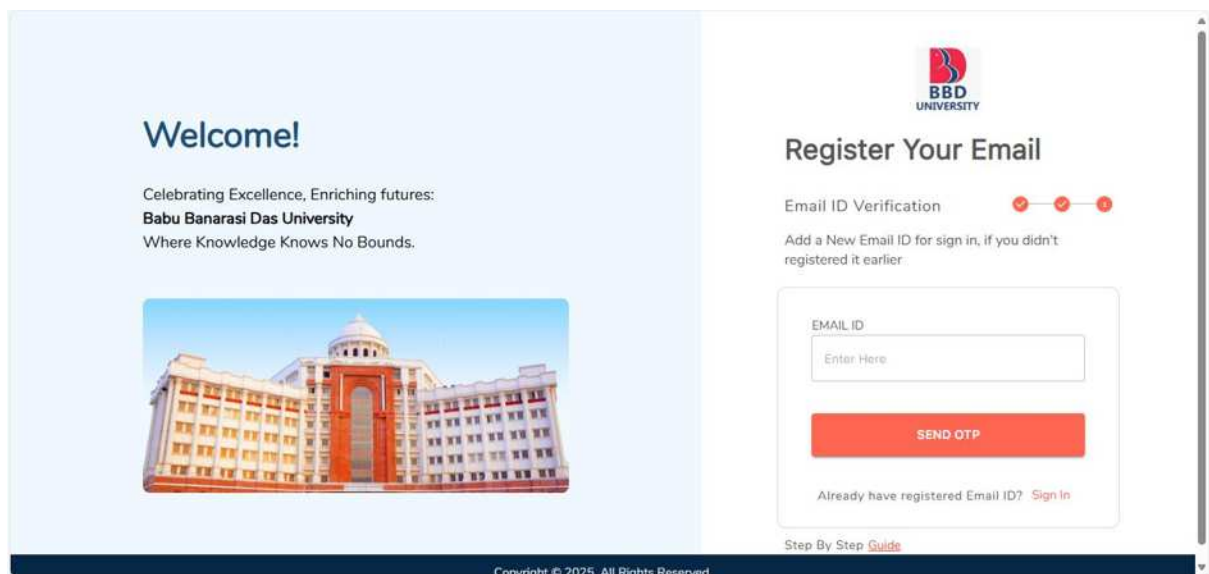 Welcome!
Celebrating Excellence, Enriching futures:
Babu Banarasi Das University
Where Knowledge Knows No Bounds.
BBD
UNIVERSITY
Register Your Email
Email ID Verification
Add a New Email ID for sign in, if you didn't
registered it earlier
EMAIL ID
Enter Here
SEND OTP
Already have registered Email ID? Sign In
Step By Step Guide
Copyright © 2025. All Rights Reserved